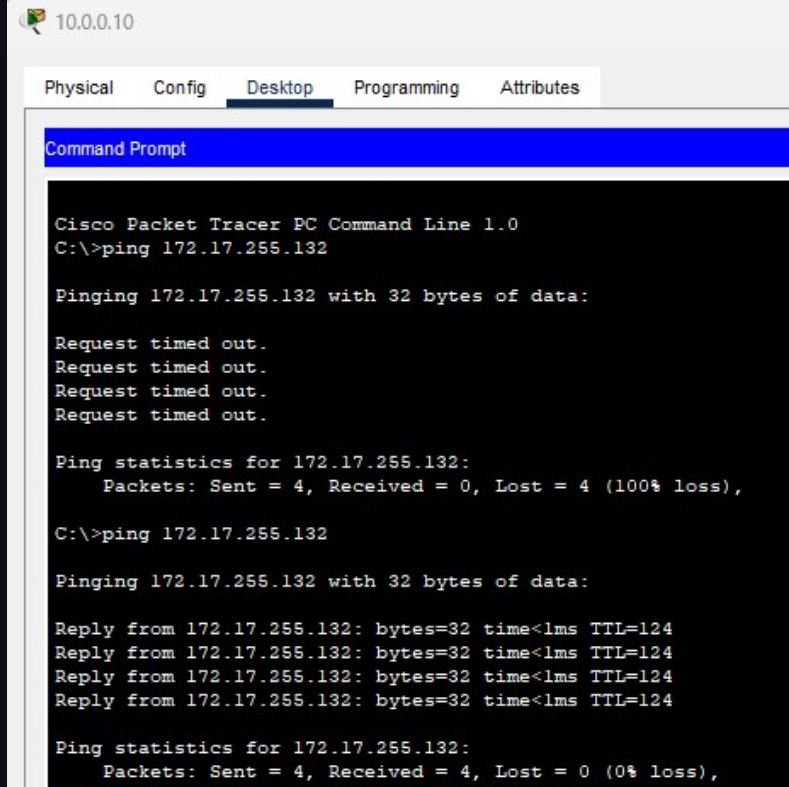 10.0.0.10
Physical Config Desktop Programming Attributes
Command Prompt
Cisco Packet Tracer PC Command Line 1.0
C:\>ping 172.17.255.132
Pinging 172.17.255.132 with 32 bytes of data:
Request timed out.
Request timed out.
Request timed out.
Request timed out.
Ping statistics for 172.17.255.132:
Packets: Sent = 4, Received = 0, Lost = 4 (100% loss),
C:\>ping 172.17.255.132
Pinging 172.17.255.132 with 32 bytes of data:
Reply from 172.17.255.132: bytes=32 time<1ms TTL=124
Reply from 172.17.255.132: bytes=32 time<1ms TTL=124
Reply from 172.17.255.132: bytes=32 time<1ms TTL=124
Reply from 172.17.255.132: bytes=32 time<1ms TTL=124
Ping statistics for 172.17.255.132:
Packets: Sent = 4, Received = 4, Lost = 0 (0% loss),